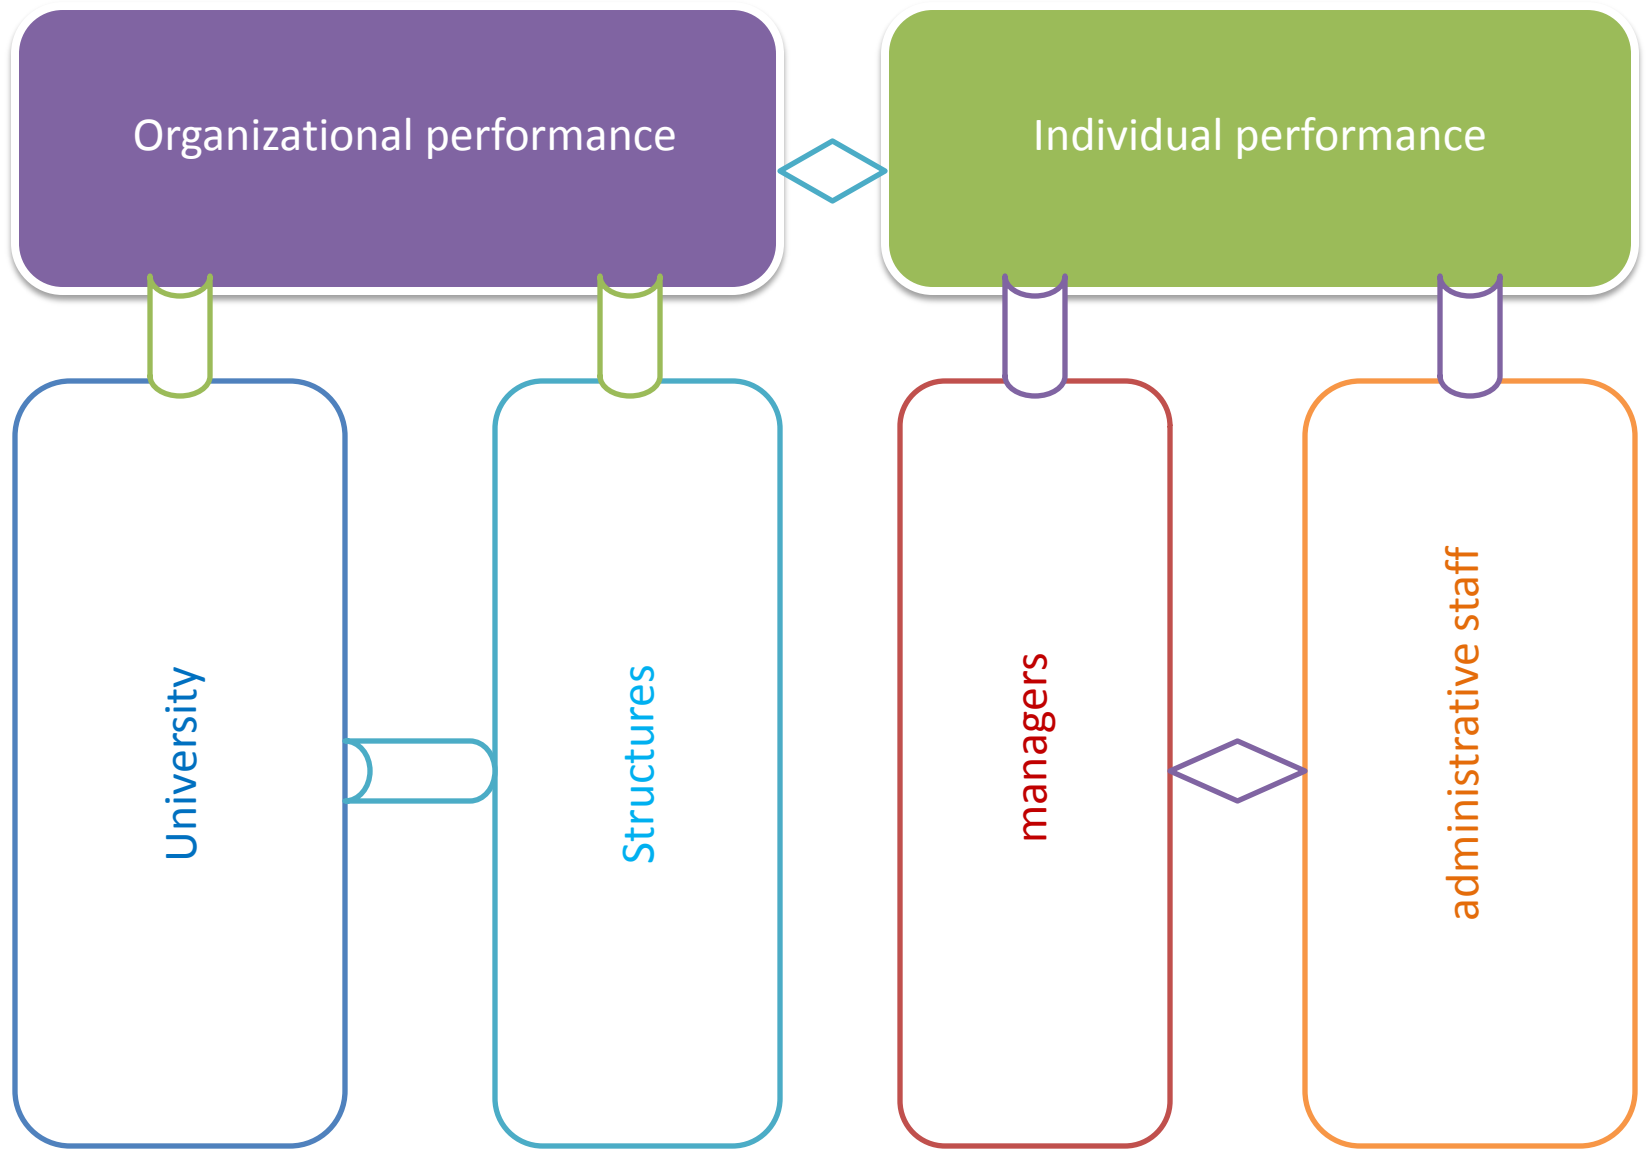 Organizational performance
Individual performance
University
Structures
managers
administrative staff